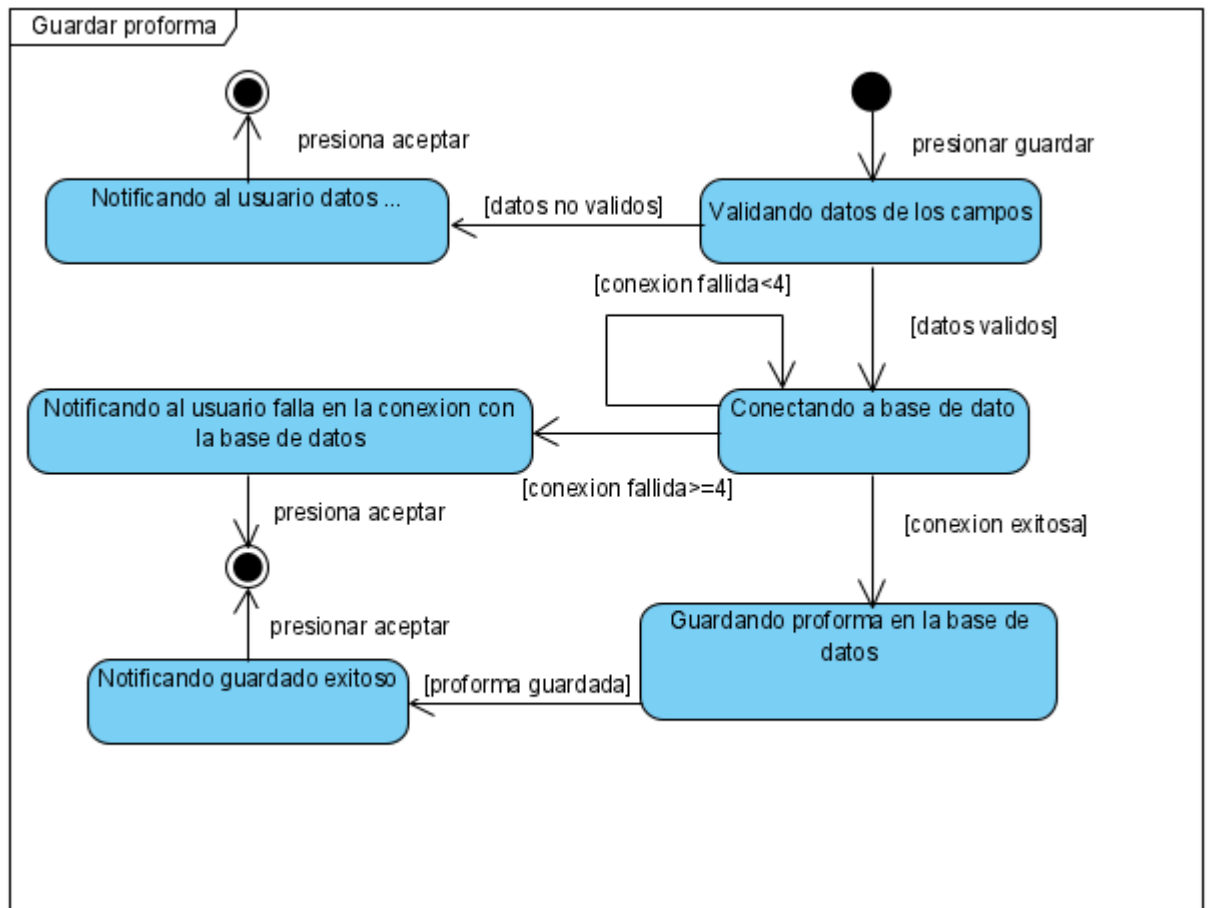 Guardar proforma
presiona aceptar
presionar guardar
Notificando al usuario datos ...
[datos no validos]
Validando datos de los campos
[conexion fallida<4]
[datos validos]
Notificando al usuario falla en la conexion con
la base de datos
Conectando a base de dato
[conexion fallida>=4]
presiona aceptar
[conexion exitosa]
presionar aceptar
Guardando proforma en la base de
datos
Notificando guardado exitoso
[proforma guardada]